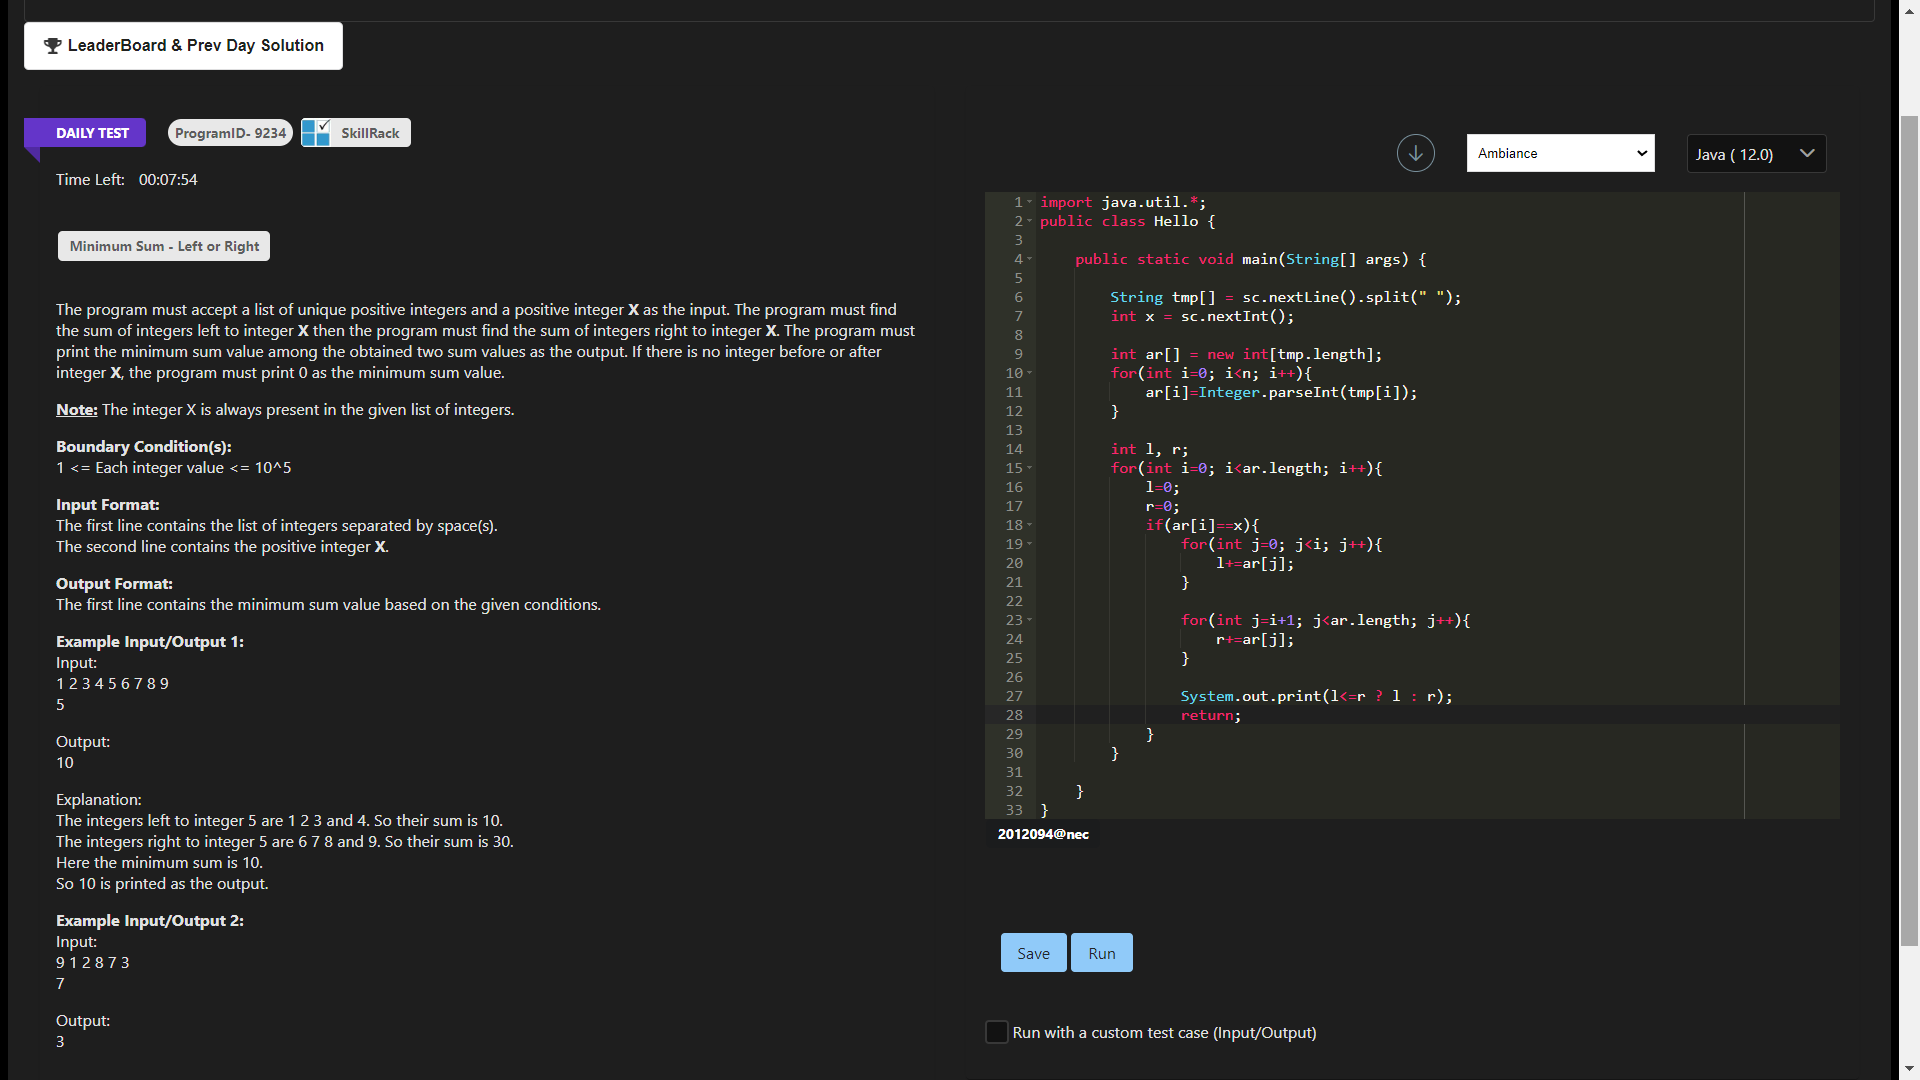 LeaderBoard & Prev Day Solution
DAILY TEST
ProgramID- 9234
SkillRack
Time Left: 00:07:54
Minimum Sum - Left or Right
The program must accept a list of unique positive integers and a positive integer X as the input. The program must find
the sum of integers left to integer X then the program must find the sum of integers right to integer X. The program must
print the minimum sum value among the obtained two sum values as the output. If there is no integer before or after
integer X, the program must print 0 as the minimum sum value.
Note: The integer X is always present in the given list of integers.
Boundary Condition(s):
1 <= Each integer value <= 10^5
Input Format:
The first line contains the list of integers separated by space(s).
The second line contains the positive integer X.
Output Format:
The first line contains the minimum sum value based on the given conditions.
Example Input/Output 1:
Input:
1 2 3 4 5 6 7 8 9
5
Output:
10
Explanation:
The integers left to integer 5 are 1 2 3 and 4. So their sum is 10.
The integers right to integer 5 are 6 7 8 and 9. So their sum is 30.
Here the minimum sum is 10.
So 10 is printed as the output.
Example Input/Output 2:
Input:
9 1 2 8 7 3
7
Output:
3
Ambiance
Java ( 12.0)
1 import java.util.*;
2 public class Hello {
3
4 public static void main(String[] args) {
5
6 String tmp[] = sc.nextLine().split(" ");
7 int x = sc.nextInt();
8
9 int ar[] = new int[tmp.length];
10 for(int i=0; i<n; i++){
11 ar[i]=Integer.parseInt(tmp[i]);
12 }
13
14 int l, r;
15 for(int i=0; i<ar.length; i++){
16 l=0;
17 r=0;
18 if(ar[i]==x){
19 for(int j=0; j<i; j++){
20 l+=ar[j];
21 }
22
23 for(int j=i+1; j<ar.length; j++){
24 r+=ar[j];
25 }
26
27 System.out.print(l<=r ? l : r);
28 return;
29 }
30 }
31
32 }
33 }
2012094@nec
Save
Run
Run with a custom test case (Input/Output)